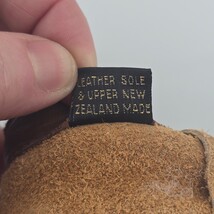 LEATHER SOLE
& UPPER NEW
ZEALAND MADE